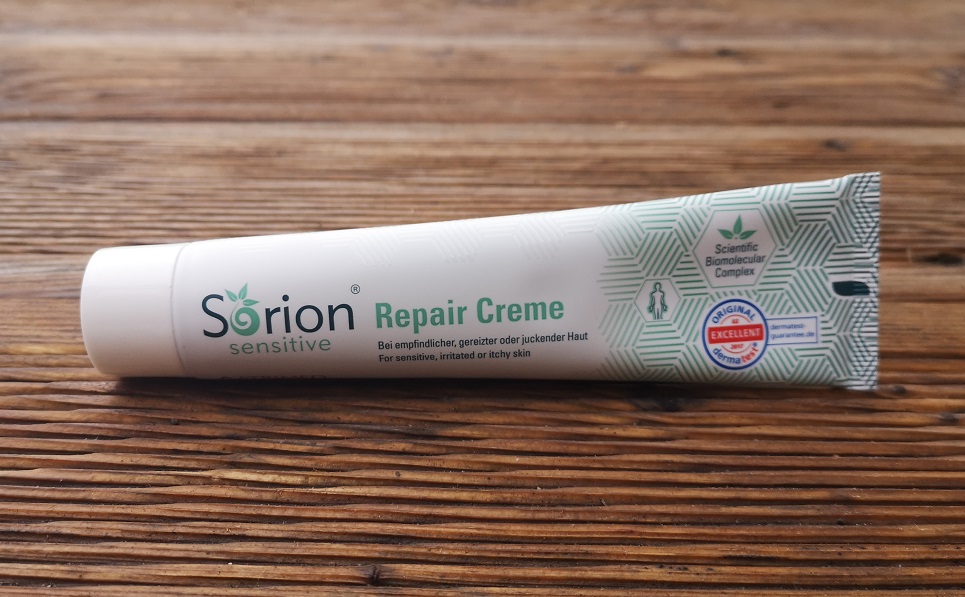 Sorion®
sensitive
Repair Creme
Bei empfindlicher, gereizter oder juckender Haut
For sensitive, irritated or itchy skin
Scientific
Biomolecular
Complex
ORIGINAL
EXCELLENT
2017
dermatest®
dermatest-
guarantee.de